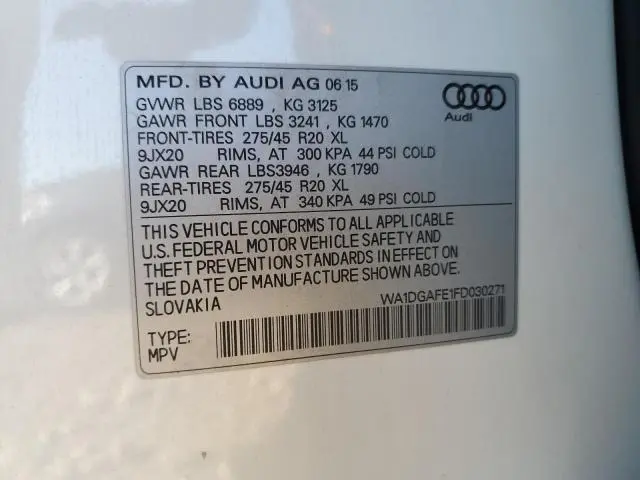 MFD. BY AUDI AG 06 15
GVWR LBS 6889 , KG 3125
GAWR FRONT LBS 3241 , KG 1470
FRONT-TIRES 275/45 R20 XL
9JX20 RIMS, AT 300 KPA 44 PSI COLD
GAWR REAR LBS3946 , KG 1790
REAR-TIRES 275/45 R20 XL
9JX20 RIMS, AT 340 KPA 49 PSI COLD
Audi
THIS VEHICLE CONFORMS TO ALL APPLICABLE
U.S. FEDERAL MOTOR VEHICLE SAFETY AND
THEFT PREVENTION STANDARDS IN EFFECT ON
THE DATE OF MANUFACTURE SHOWN ABOVE.
SLOVAKIA
WA1DGAFE1FD030271
TYPE:
MPV